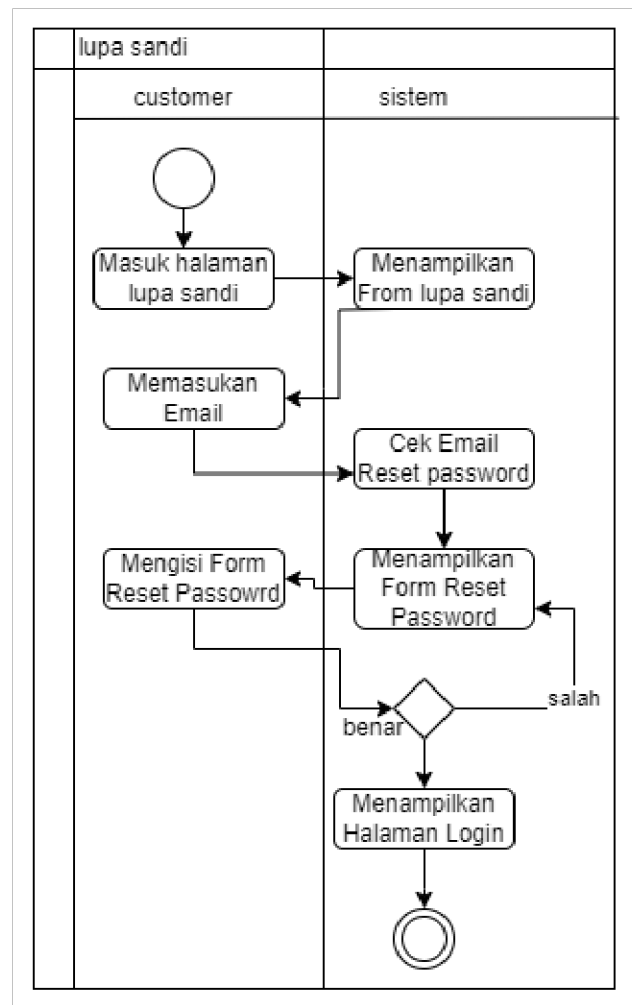 lupa sandi
customer
sistem
Masuk halaman
lupa sandi
Menampilkan
From lupa sandi
Memasukan
Email
Cek Email
Reset password
Menampilkan
Form Reset
Password
Mengisi Form
Reset Passowrd
salah
benar
Menampilkan
Halaman Login